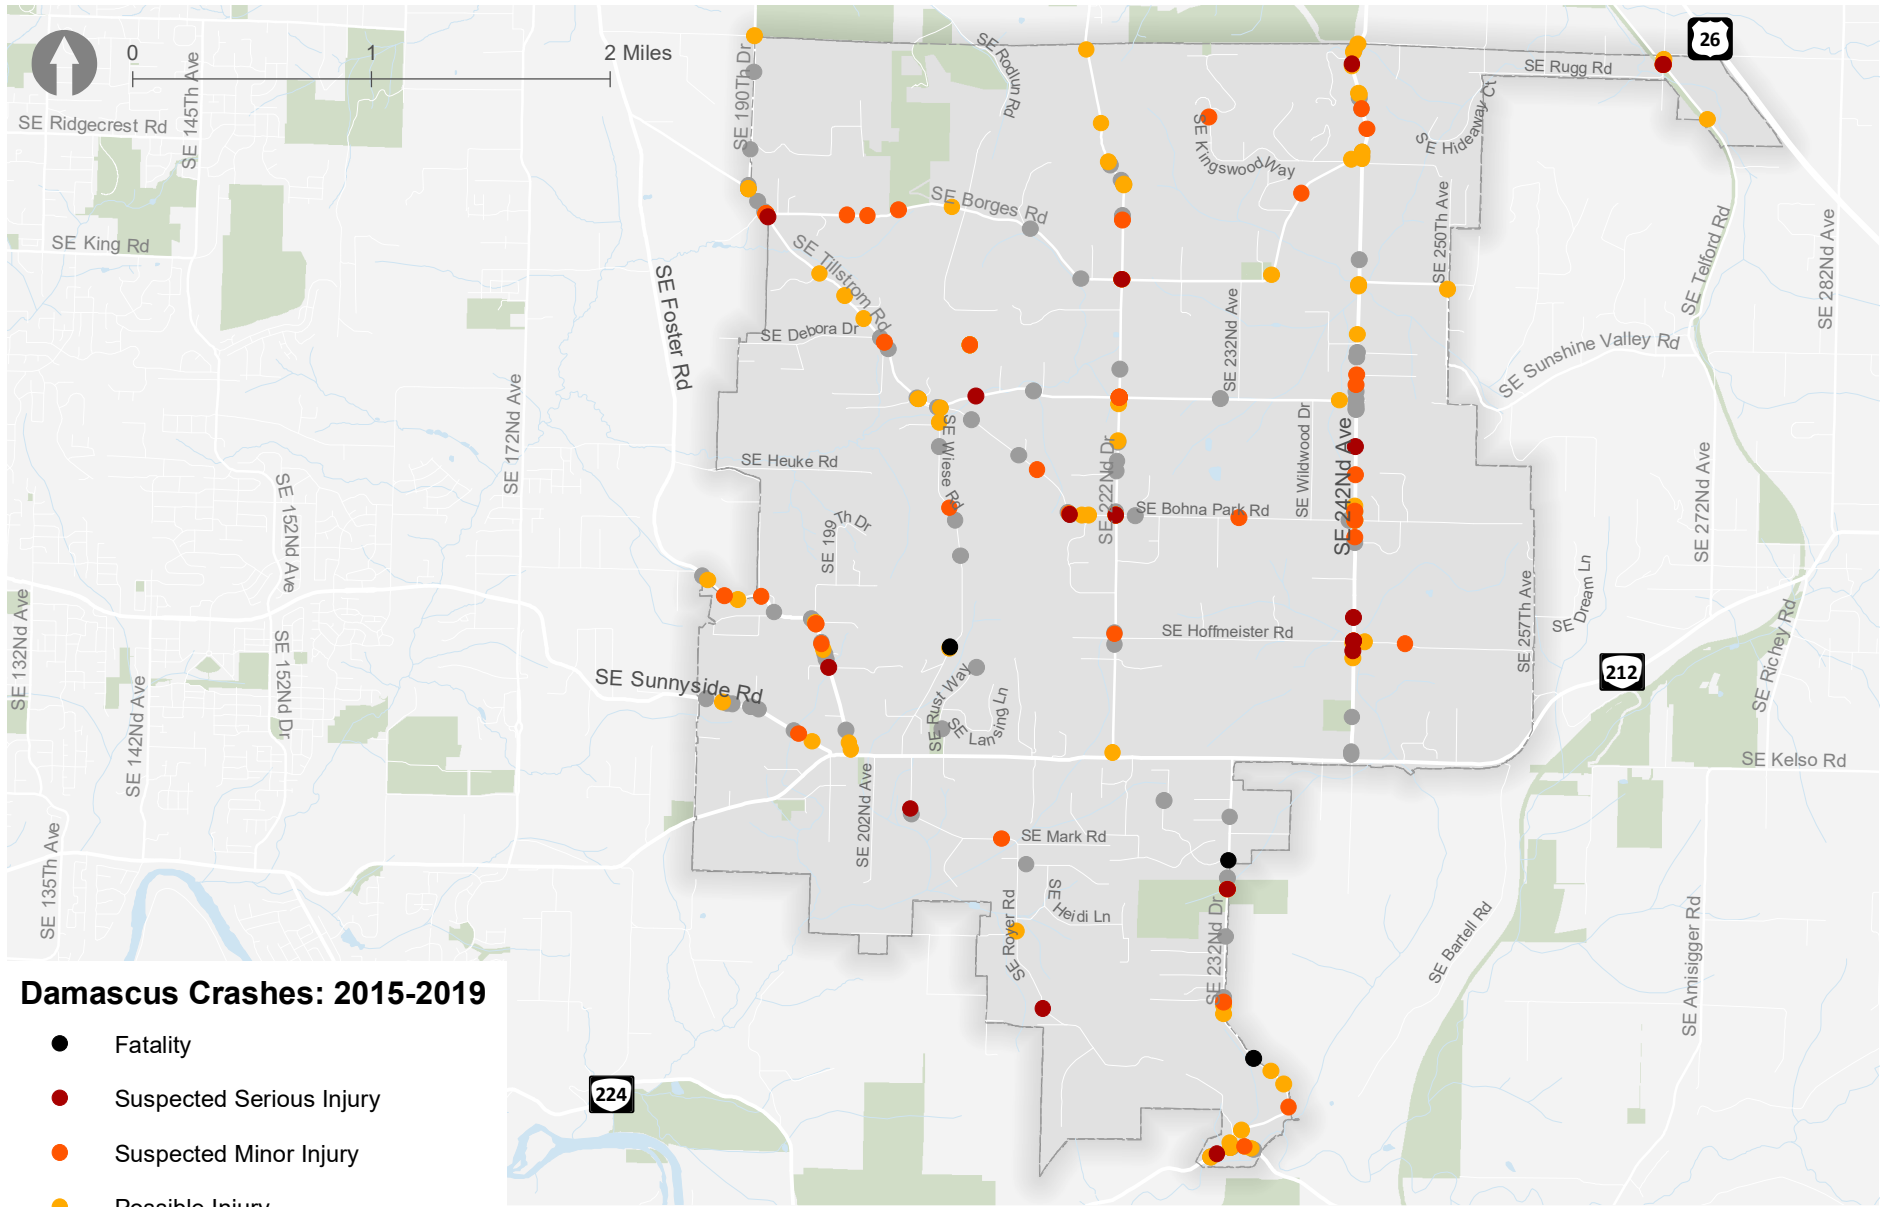 0 1 2 Miles
26
SE Rugg Rd
SE Rodlun Rd
SE 190Th Dr
SE 145Th Ave
SE Ridgecrest Rd
SE Hideaway Ct
SE Kingswood Way
SE Borges Rd
SE 250Th Ave
SE Telford Rd
SE 282Nd Ave
SE King Rd
SE Tillstrom Rd
SE Foster Rd
SE Debora Dr
SE 232Nd Ave
SE Sunshine Valley Rd
SE 172Nd Ave
SE Wildwood Dr
SE 242Nd Ave
SE Heuke Rd
SE Wiese Rd
SE 222Nd Dr
SE Bohna Park Rd
SE 272Nd Ave
SE 152Nd Ave
SE 199Th Dr
SE 257Th Ave
SE Dream Ln
SE Richey Rd
SE 132Nd Ave
SE 152Nd Dr
SE Hoffmeister Rd
212
SE Sunnyside Rd
SE 142Nd Ave
SE Rust Way
SE Lansing Ln
SE Kelso Rd
SE 202Nd Ave
SE Mark Rd
SE 135Th Ave
SE Heidi Ln
SE Royer Rd
SE 232Nd Dr
SE Bartell Rd
SE Amisigger Rd
224
Damascus Crashes: 2015-2019
Fatality
Suspected Serious Injury
Suspected Minor Injury
Possible Injury